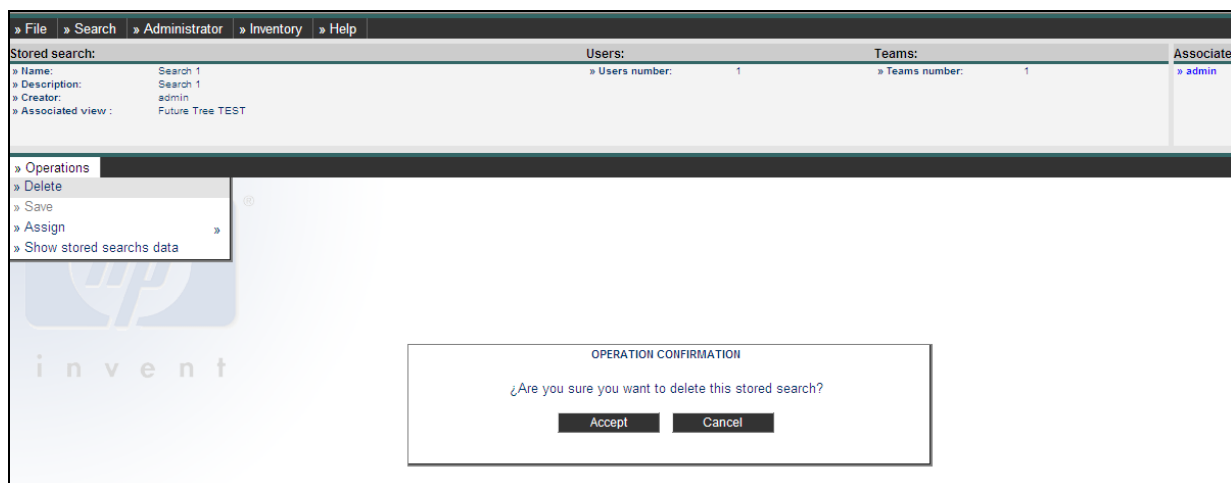 » File » Search » Administrator » Inventory » Help
Stored search: Users: Teams: Associate
» Name: Search 1 » Users number: 1 » Teams number: 1 » admin
» Description: Search 1
» Creator: admin
» Associated view : Future Tree TEST
» Operations
» Delete
» Save
» Assign »
» Show stored searchs data
®
hp
invent
OPERATION CONFIRMATION
¿Are you sure you want to delete this stored search?
Accept Cancel